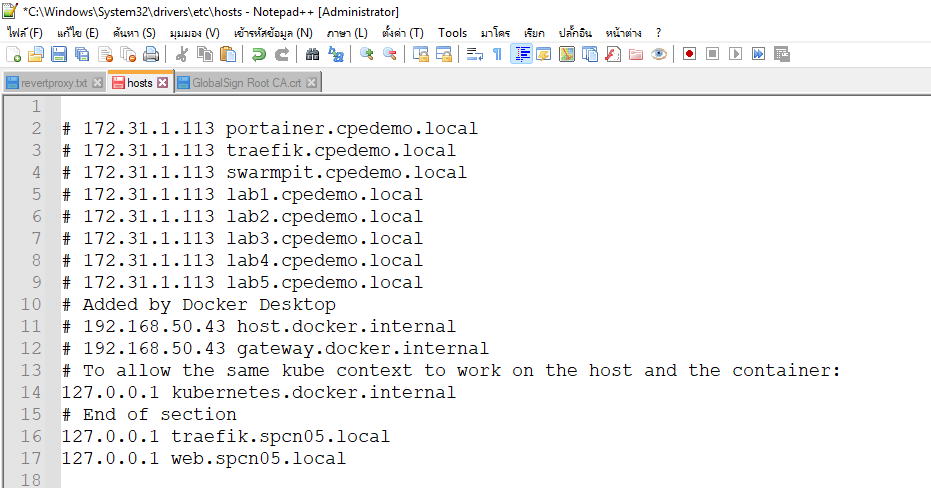 *C:\Windows\System32\drivers\etc\hosts - Notepad++ [Administrator]
ไฟล์ (F) แก้ไข (E) ค้นหา (S) มุมมอง (V) เข้ารหัสข้อมูล (N) ภาษา (L) ตั้งค่า (T) Tools มาโคร เรียก ปลั๊กอิน หน้าต่าง ?
revertproxy.txt hosts GlobalSign Root CA.crt
1
2 # 172.31.1.113 portainer.cpedemo.local
3 # 172.31.1.113 traefik.cpedemo.local
4 # 172.31.1.113 swarmpit.cpedemo.local
5 # 172.31.1.113 lab1.cpedemo.local
6 # 172.31.1.113 lab2.cpedemo.local
7 # 172.31.1.113 lab3.cpedemo.local
8 # 172.31.1.113 lab4.cpedemo.local
9 # 172.31.1.113 lab5.cpedemo.local
10 # Added by Docker Desktop
11 # 192.168.50.43 host.docker.internal
12 # 192.168.50.43 gateway.docker.internal
13 # To allow the same kube context to work on the host and the container:
14 127.0.0.1 kubernetes.docker.internal
15 # End of section
16 127.0.0.1 traefik.spcn05.local
17 127.0.0.1 web.spcn05.local
18